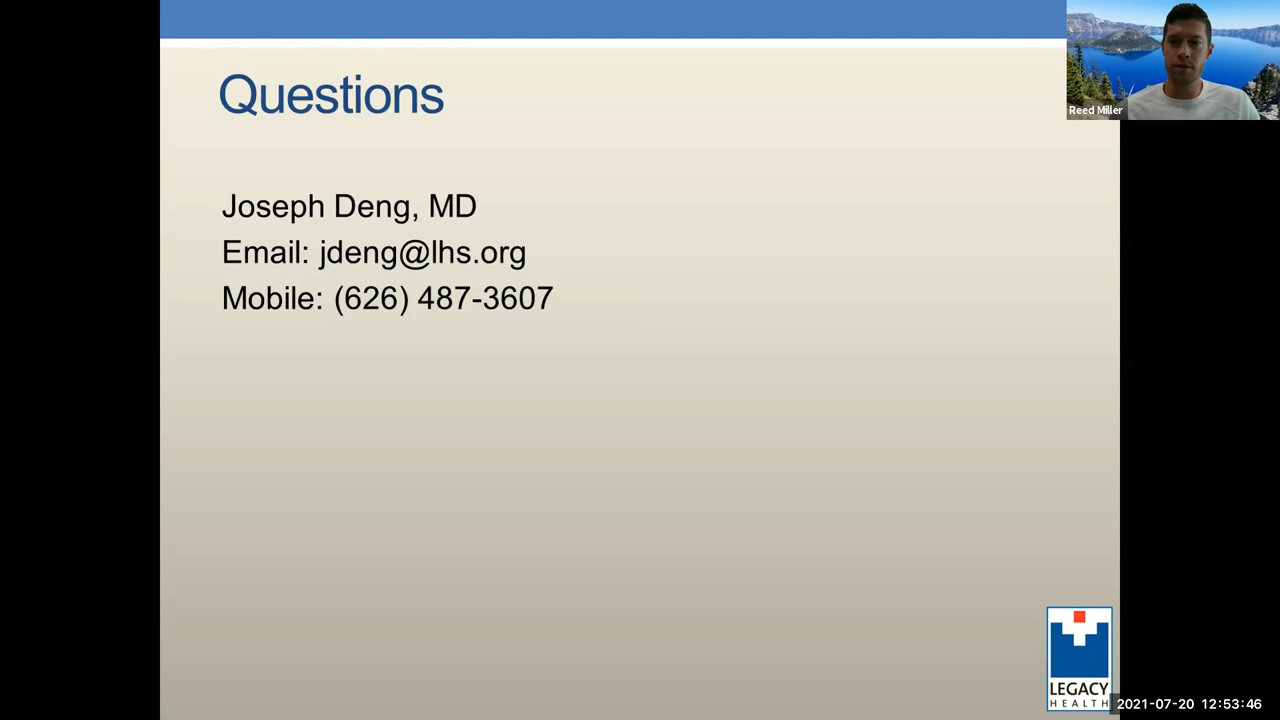 Questions
Reed Miller
Joseph Deng, MD
Email: jdeng@lhs.org
Mobile: (626) 487-3607
LEGACY
HEALTH
2021-07-20 12:53:46